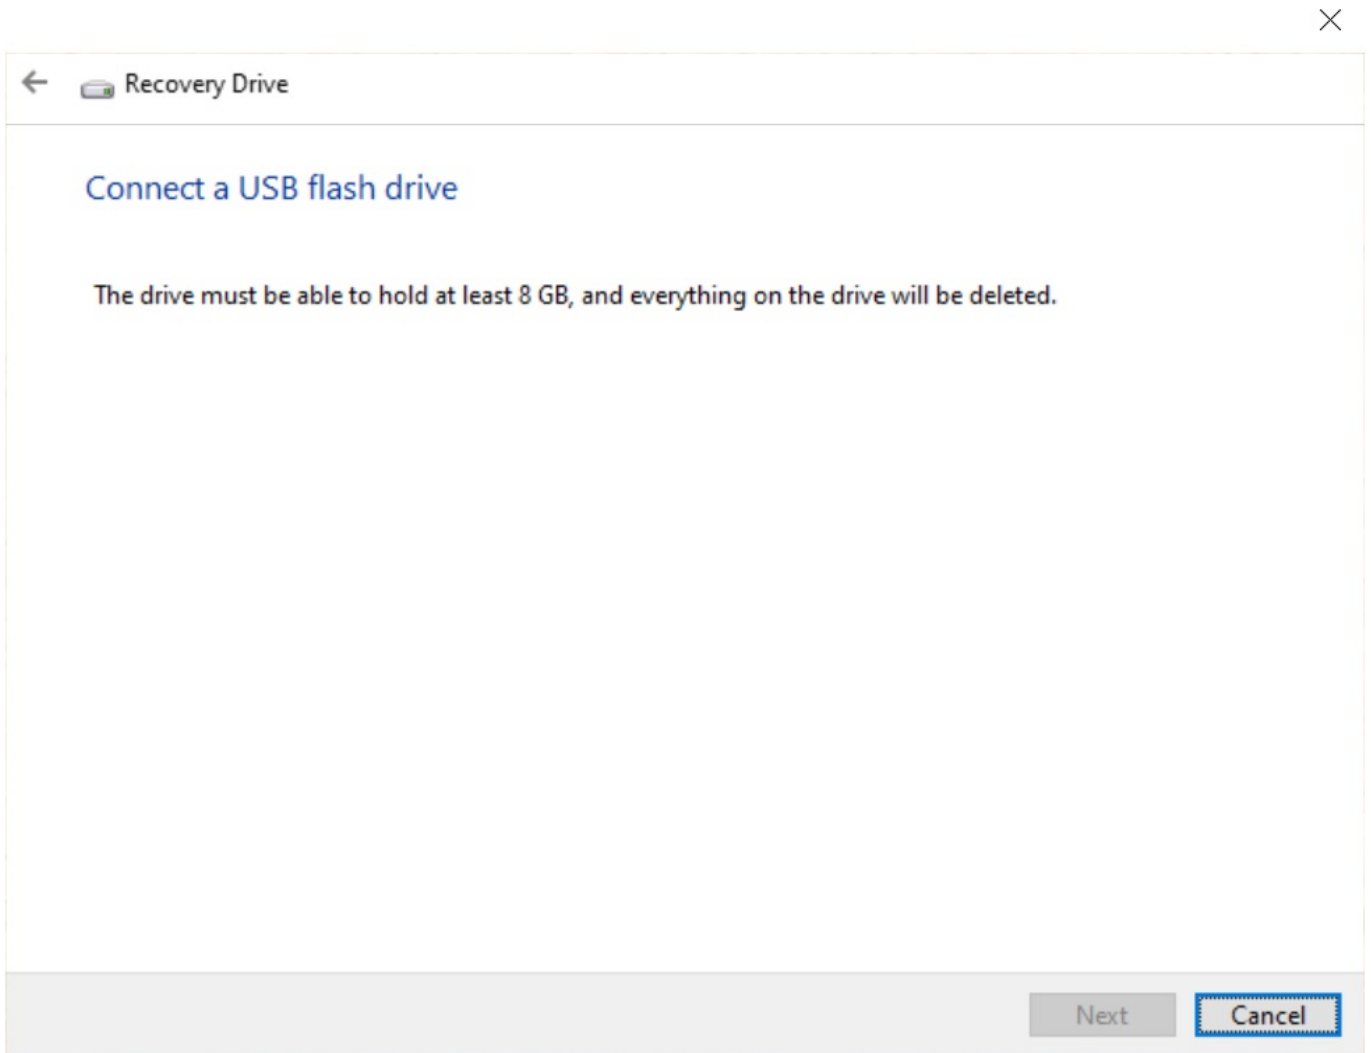 Recovery Drive
Connect a USB flash drive
The drive must be able to hold at least 8 GB, and everything on the drive will be deleted.
Next
Cancel